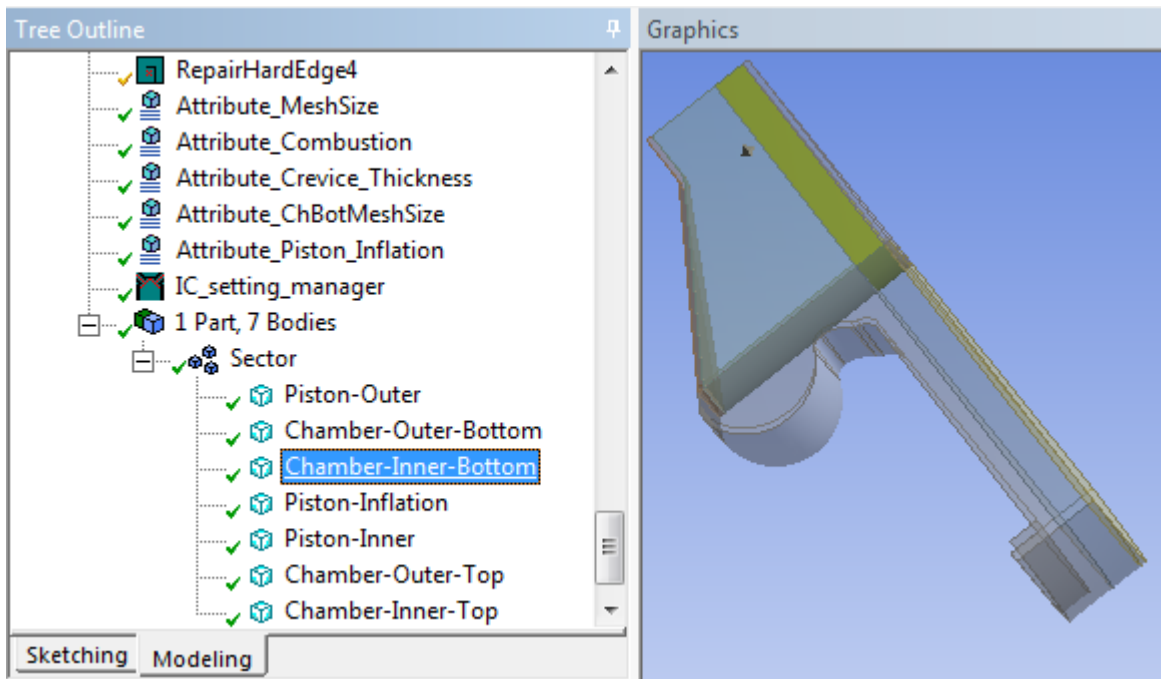 Tree Outline
RepairHardEdge4
Attribute_MeshSize
Attribute_Combustion
Attribute_Crevice_Thickness
Attribute_ChBotMeshSize
Attribute_Piston_Inflation
IC_setting_manager
1 Part, 7 Bodies
Sector
Piston-Outer
Chamber-Outer-Bottom
Chamber-Inner-Bottom
Piston-Inflation
Piston-Inner
Chamber-Outer-Top
Chamber-Inner-Top
Sketching Modeling
Graphics